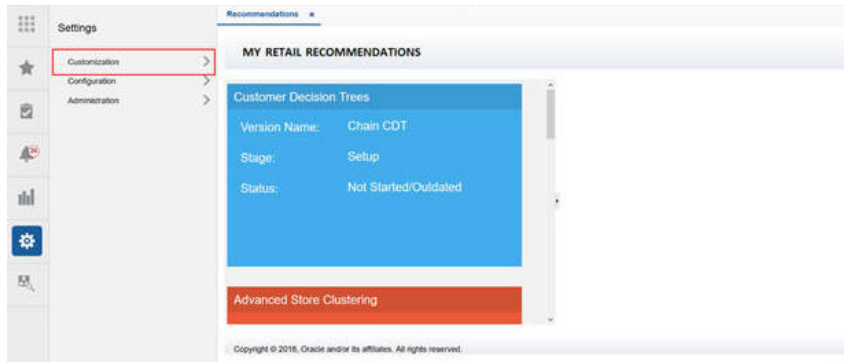 Settings
Customization
Configuration
Administration
Recommendations
MY RETAIL RECOMMENDATIONS
Customer Decision Trees
Version Name: Chain CDT
Stage: Setup
Status: Not Started/Outdated
Advanced Store Clustering
Copyright © 2016, Oracle and/or its affiliates. All rights reserved.